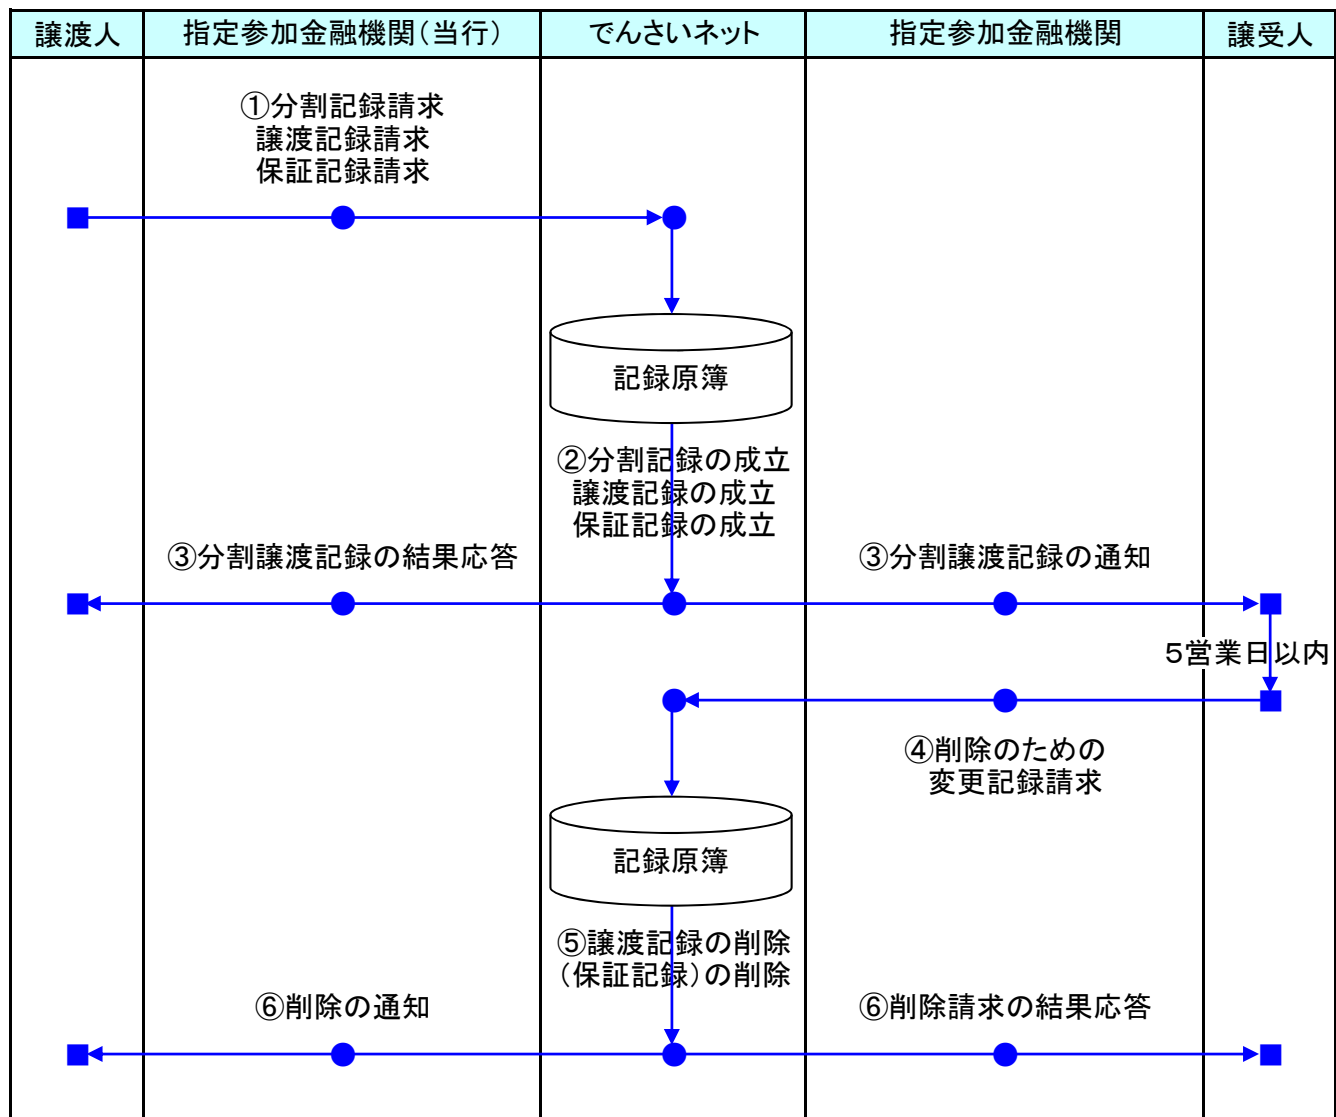 譲渡人
指定参加金融機関（当行）
でんさいネット
指定参加金融機関
譲受人
①分割記録請求
譲渡記録請求
保証記録請求
記録原簿
②分割記録の成立
譲渡記録の成立
保証記録の成立
③分割譲渡記録の結果応答
③分割譲渡記録の通知
５営業日以内
④削除のための
変更記録請求
記録原簿
⑤譲渡記録の削除
（保証記録）の削除
⑥削除の通知
⑥削除請求の結果応答